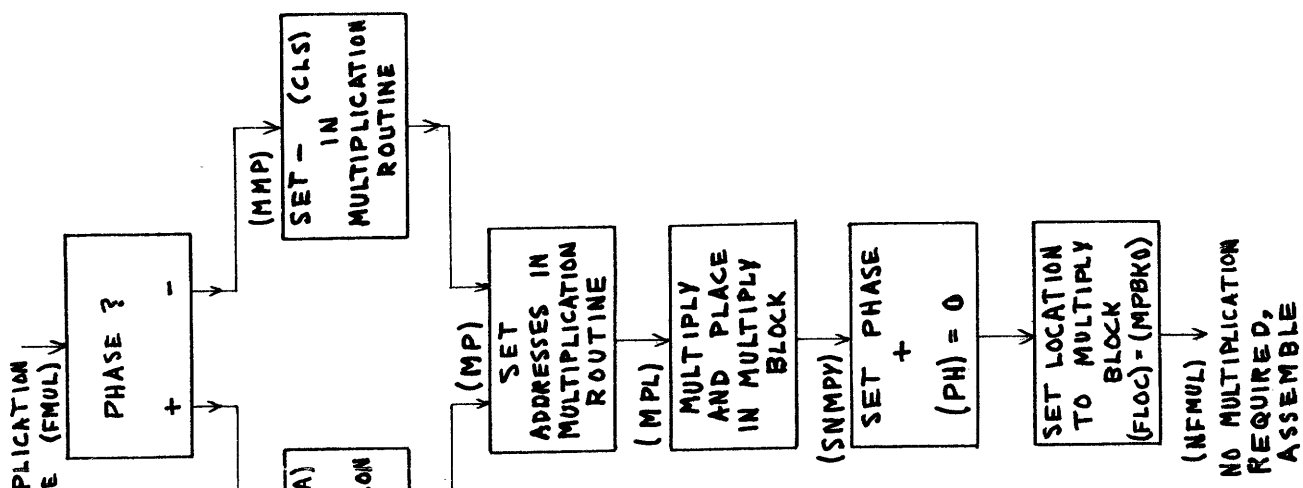 PLICATION
E (FMUL)
PHASE ?
+ -
(MMP)
SET - (CLS)
IN
MULTIPLICATION
ROUTINE
A)
ON
(MP)
SET
ADDRESSES IN
MULTIPLICATION
ROUTINE
(MPL)
MULTIPLY
AND PLACE
IN MULTIPLY
BLOCK
(SNMPY)
SET PHASE
+
(PH) = 0
SET LOCATION
TO MULTIPLY
BLOCK
(FLOC) = (MPBKO)
(NFMUL)
NO MULTIPLICATION
REQUIRED,
ASSEMBLE